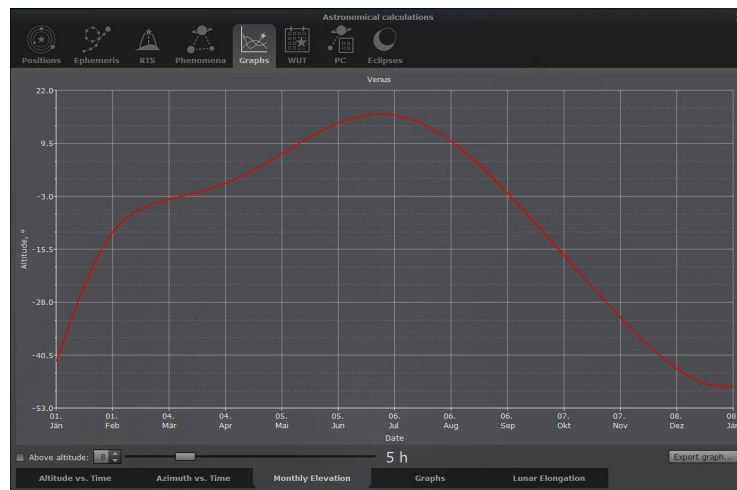 Astronomical calculations
Positions Ephemeris RTS Phenomena Graphs WUT PC Eclipses
Venus
22.0
9.5
-3.0
-15.5
-28.0
-40.5
-53.0
Altitude, °
01. 01. 04. 04. 05. 05. 06. 06. 06. 07. 07. 08. 08
Jän Feb Mär Apr Mai Jun Jul Aug Sep Okt Nov Dez Jän
Date
Above altitude: 8 5 h Export graph...
Altitude vs. Time Azimuth vs. Time Monthly Elevation Graphs Lunar Elongation